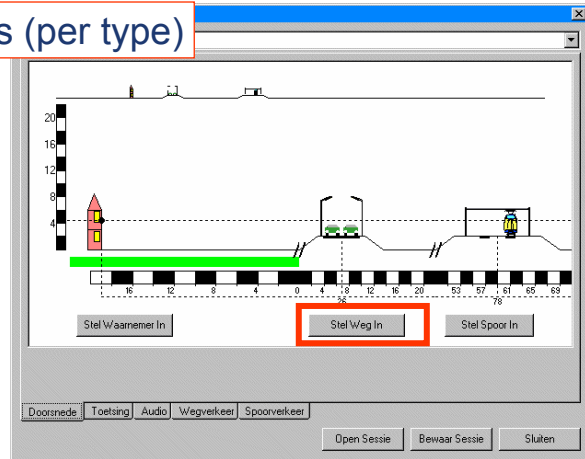 s (per type)
20
16
12
8
4
16 12 8 4 0 4 8 12 16 20 53 57 61 65 69
26 78
Stel Waarnemer In Stel Weg In Stel Spoor In
Doorsnede Toetsing Audio Wegverkeer Spoorverkeer
Open Sessie Bewaar Sessie Sluiten